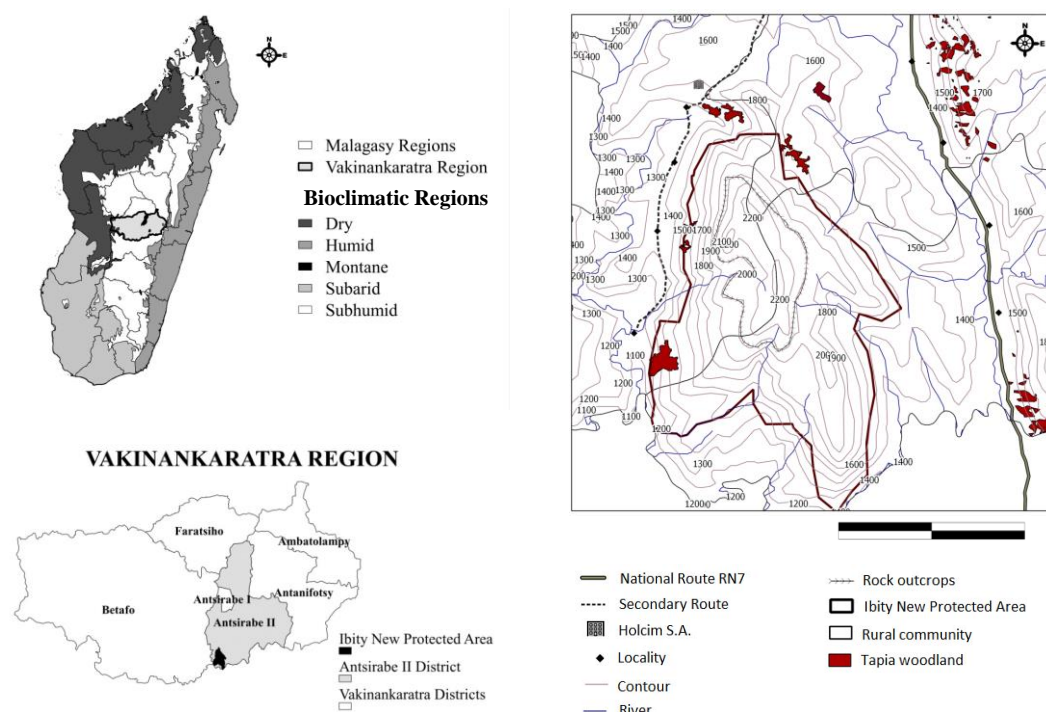 E
Malagasy Regions
Vakinankaratra Region
Bioclimatic Regions
Dry
Humid
Montane
Subarid
Subhumid
VAKINANKARATRA REGION
Faratsiho
Ambatolampy
Antanifotsy
Betafo
Antsirabe I
Antsirabe II
Ibity New Protected Area
Antsirabe II District
Vakinankaratra Districts
E
1400
1600
1600
1500
1700
1400
1800
1400
1300
1300
1400
2200
1600
1500
1700
2100
1900
1800
2000
2200
1500
1800
1900
1500
1400
1300
1200
1100
1200
1100
1200
1300
1200
1600
1400
1400
National Route RN7
Secondary Route
Holcim S.A.
Locality
Contour
River
Rock outcrops
Ibity New Protected Area
Rural community
Tapia woodland